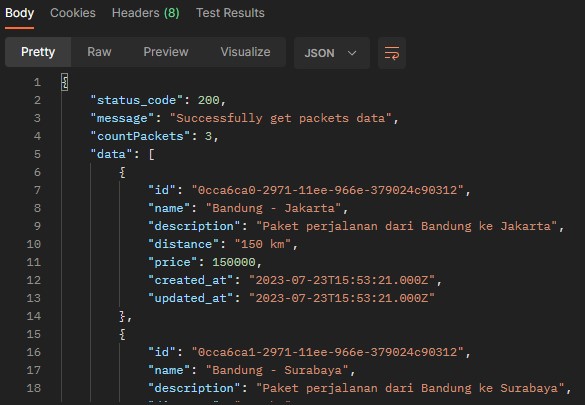 Body Cookies Headers (8) Test Results
Pretty Raw Preview Visualize JSON
1 {
2 "status_code": 200,
3 "message": "Successfully get packets data",
4 "countPackets": 3,
5 "data": [
6 {
7 "id": "0cca6ca0-2971-11ee-966e-379024c90312",
8 "name": "Bandung - Jakarta",
9 "description": "Paket perjalanan dari Bandung ke Jakarta",
10 "distance": "150 km",
11 "price": 150000,
12 "created_at": "2023-07-23T15:53:21.000Z",
13 "updated_at": "2023-07-23T15:53:21.000Z"
14 },
15 {
16 "id": "0cca6ca1-2971-11ee-966e-379024c90312",
17 "name": "Bandung - Surabaya",
18 "description": "Paket perjalanan dari Bandung ke Surabaya",